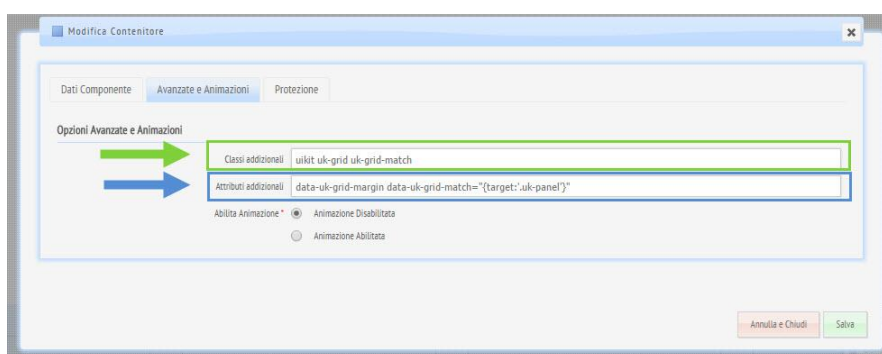 Modifica Contenitore
Dati Componente Avanzate e Animazioni Protezione
Opzioni Avanzate e Animazioni
Classi addizionali uikit uk-grid uk-grid-match
Attributi addizionali data-uk-grid-margin data-uk-grid-match="{target:'.uk-panel'}"
Abilita Animazione * Animazione Disabilitata
Animazione Abilitata
Annulla e Chiudi Salva